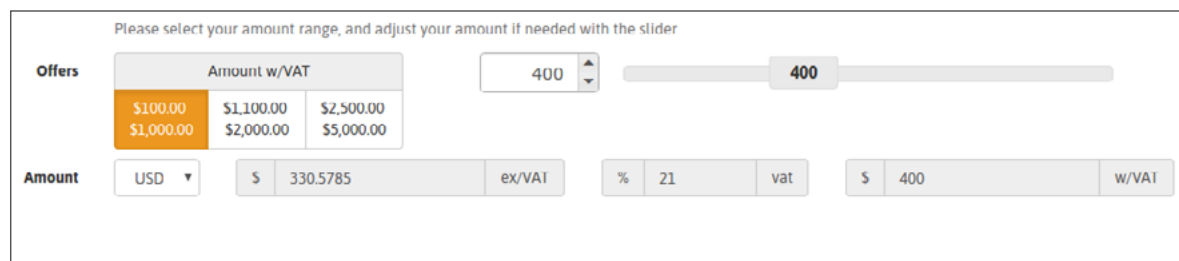 Please select your amount range, and adjust your amount if needed with the slider
Offers Amount w/VAT 400 400
$100.00 $1,100.00 $2,500.00
$1,000.00 $2,000.00 $5,000.00
Amount USD $ 330.5785 ex/VAT % 21 vat $ 400 w/VAT